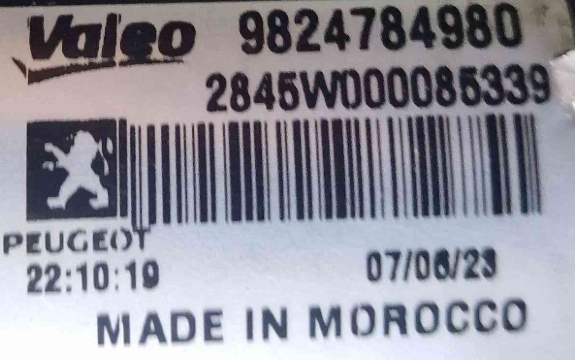 Valeo 9824784980
2845W000085339
PEUGEOT
22:10:19 07/06/23
MADE IN MOROCCO